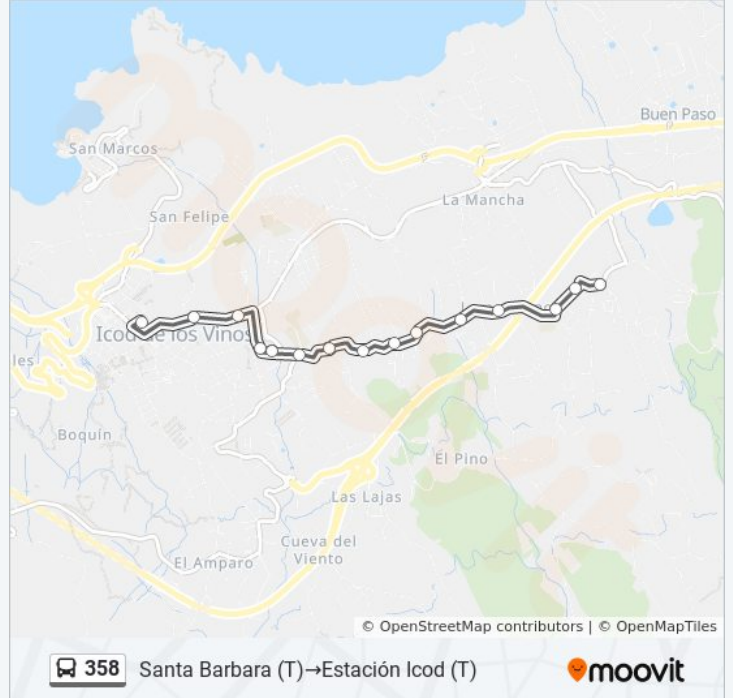 Buen Paso
San Marcos
La Mancha
San Felipe
Icod de los Vinos
les
Boquín
El Pino
Las Lajas
Cueva del
Viento
El Amparo
© OpenStreetMap contributors | © OpenMapTiles
358 Santa Barbara (T)→Estación Icod (T)
moovit